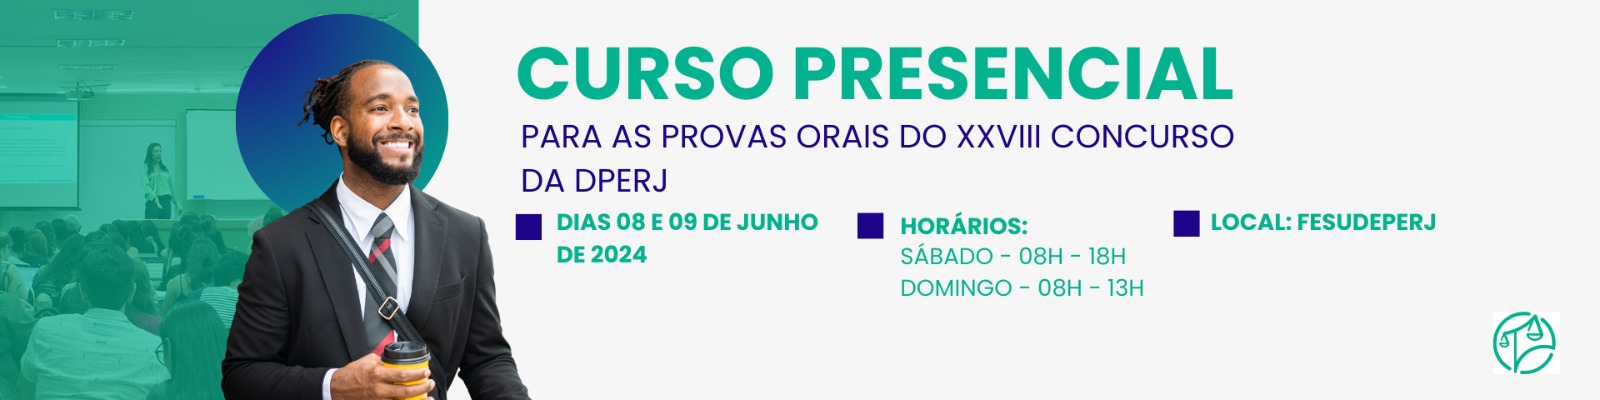 CURSO PRESENCIAL
PARA AS PROVAS ORAIS DO XXVIII CONCURSO
DA DPERJ
DIAS 08 E 09 DE JUNHO
DE 2024
HORÁRIOS:
SÁBADO - 08H - 18H
DOMINGO - 08H - 13H
LOCAL: FESUDEPERJ